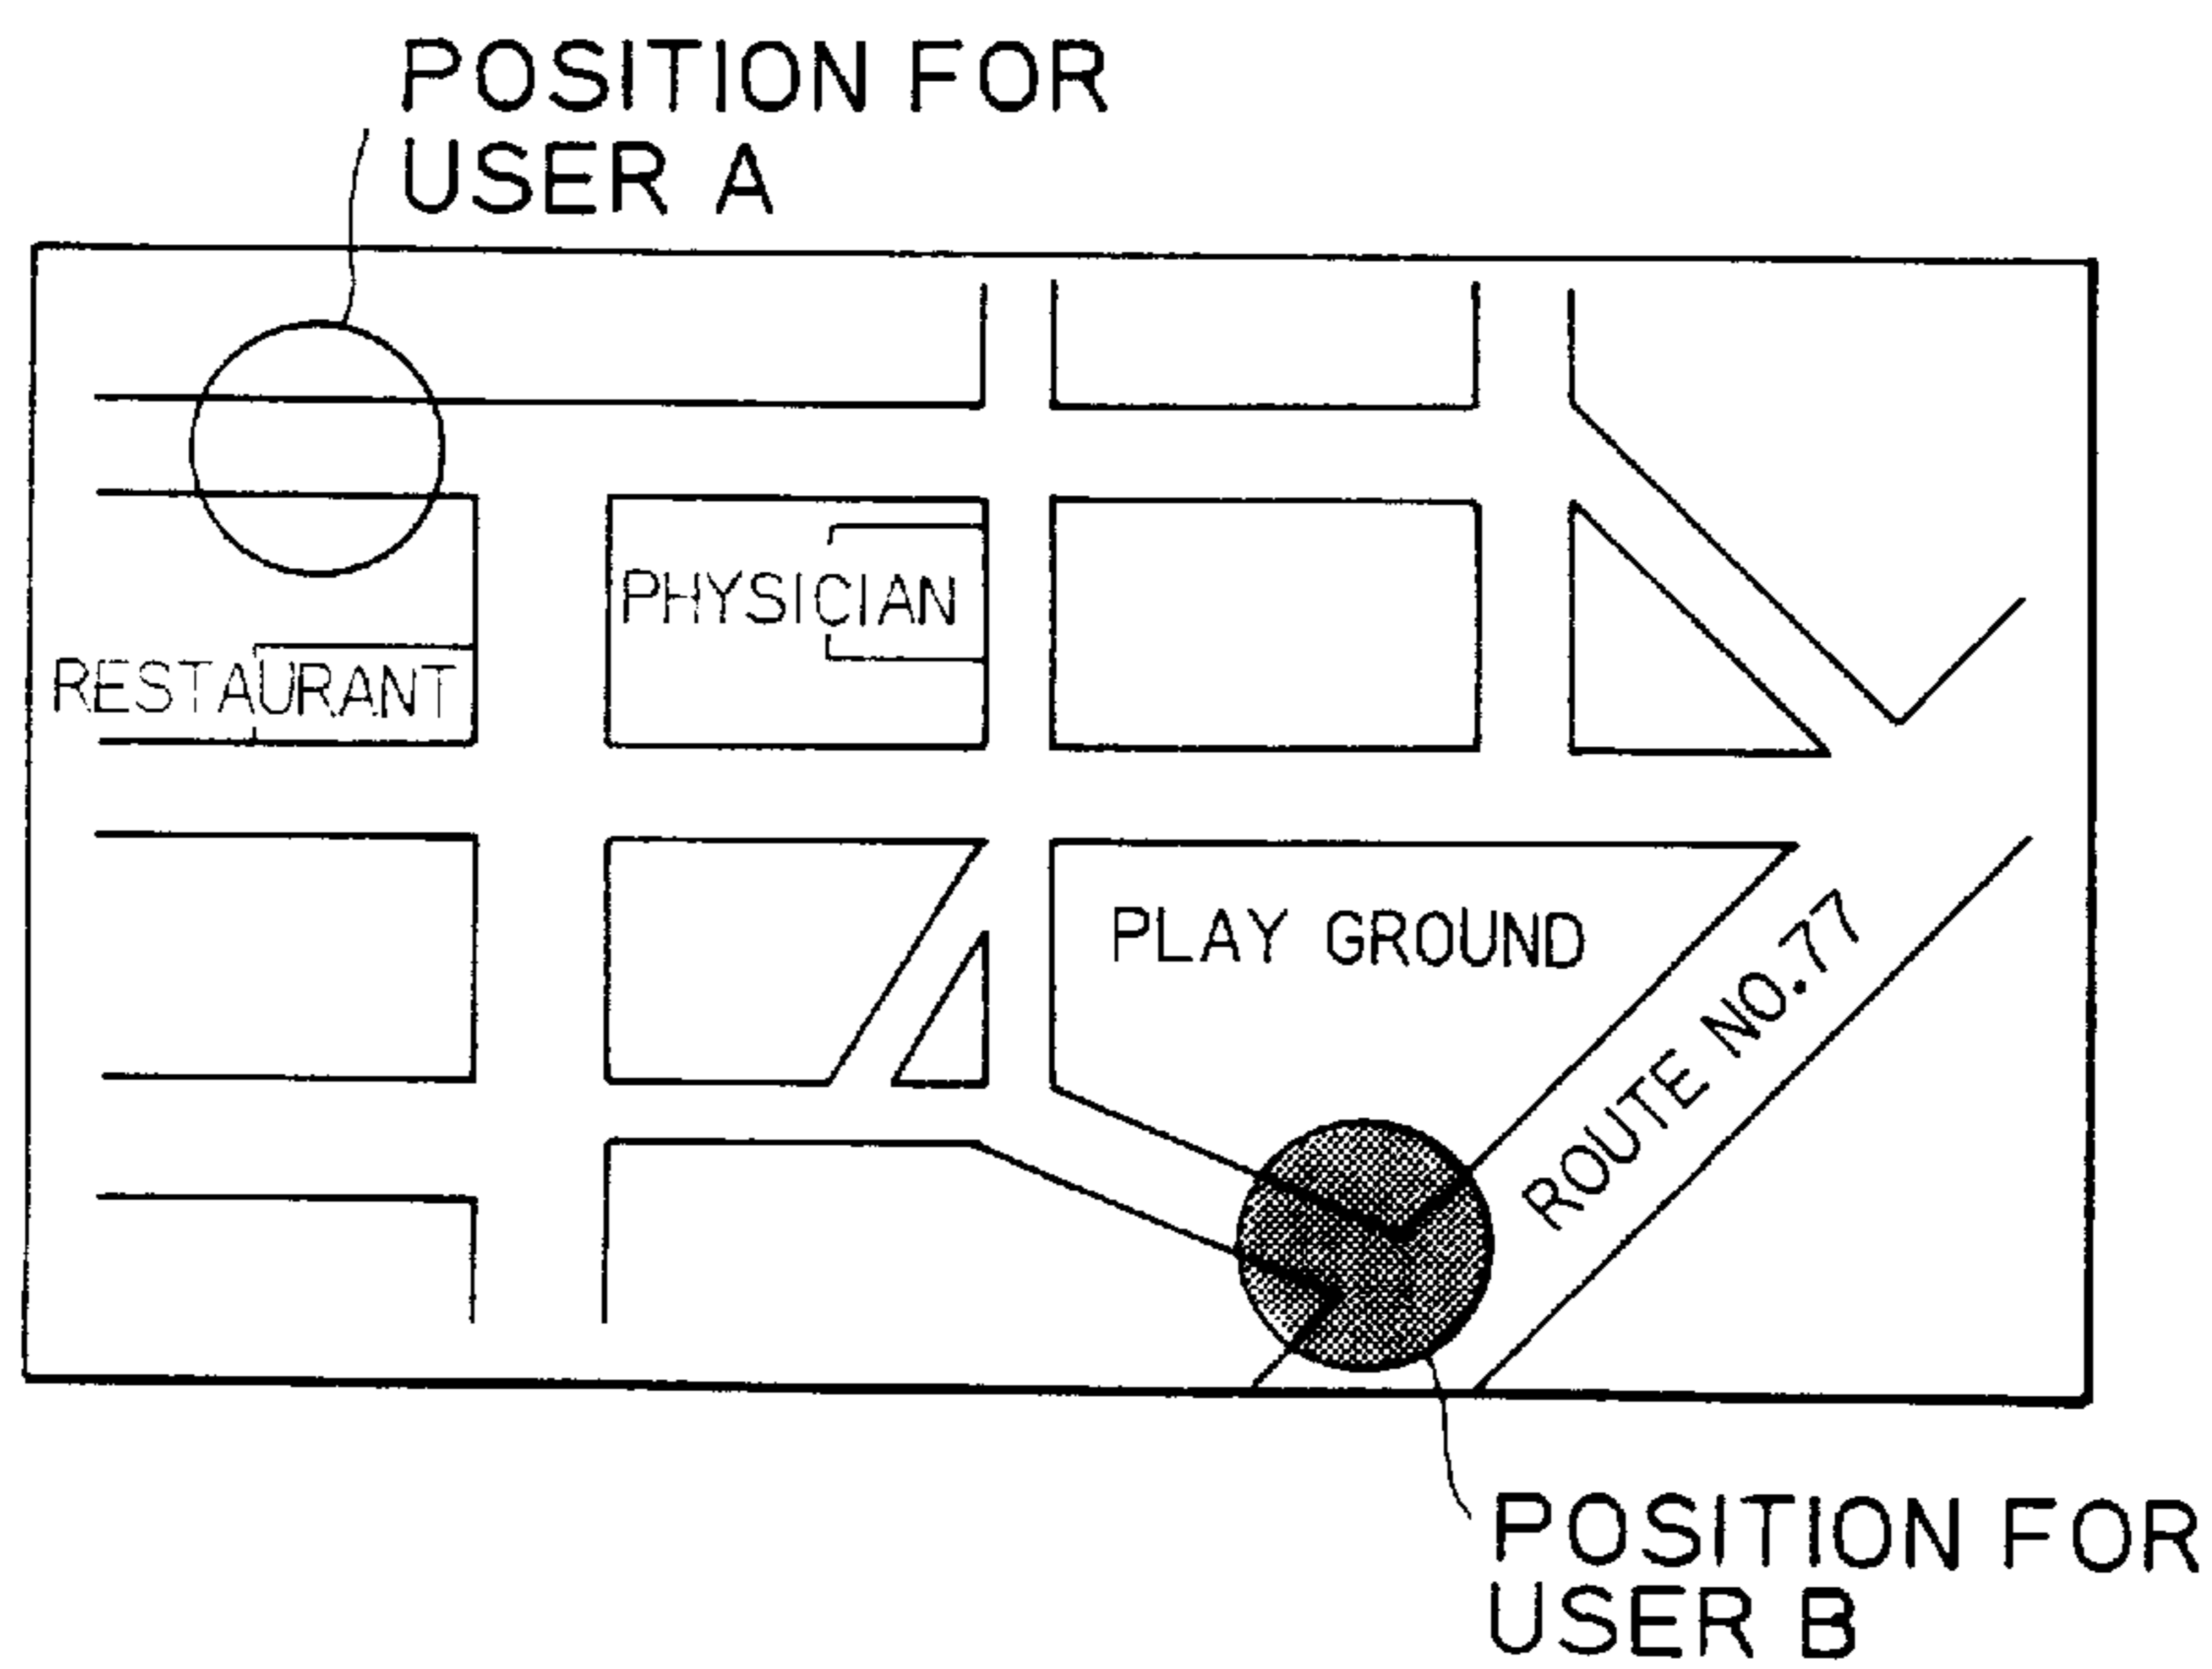 POSITION FOR
USER A
PHYSICIAN
RESTAURANT
PLAY GROUND
ROUTE NO.77
POSITION FOR
USER B